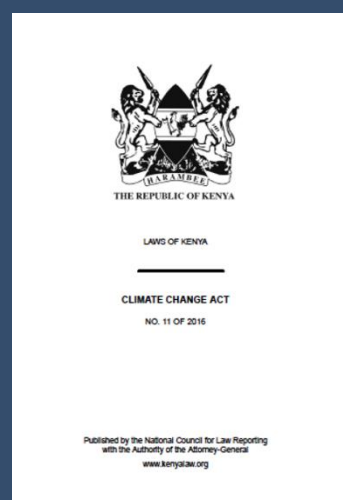 HARAMBEE
THE REPUBLIC OF KENYA
LAWS OF KENYA
CLIMATE CHANGE ACT
NO. 11 OF 2016
Published by the National Council for Law Reporting
with the Authority of the Attorney-General
www.kenyalaw.org